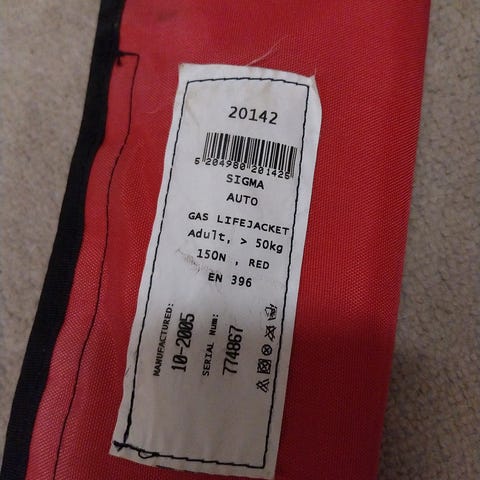 20142
5 204980 201425
SIGMA
AUTO
GAS LIFEJACKET
Adult, > 50kg
150N , RED
EN 396
MANUFACTURED:
10-2005
SERIAL Num:
774867